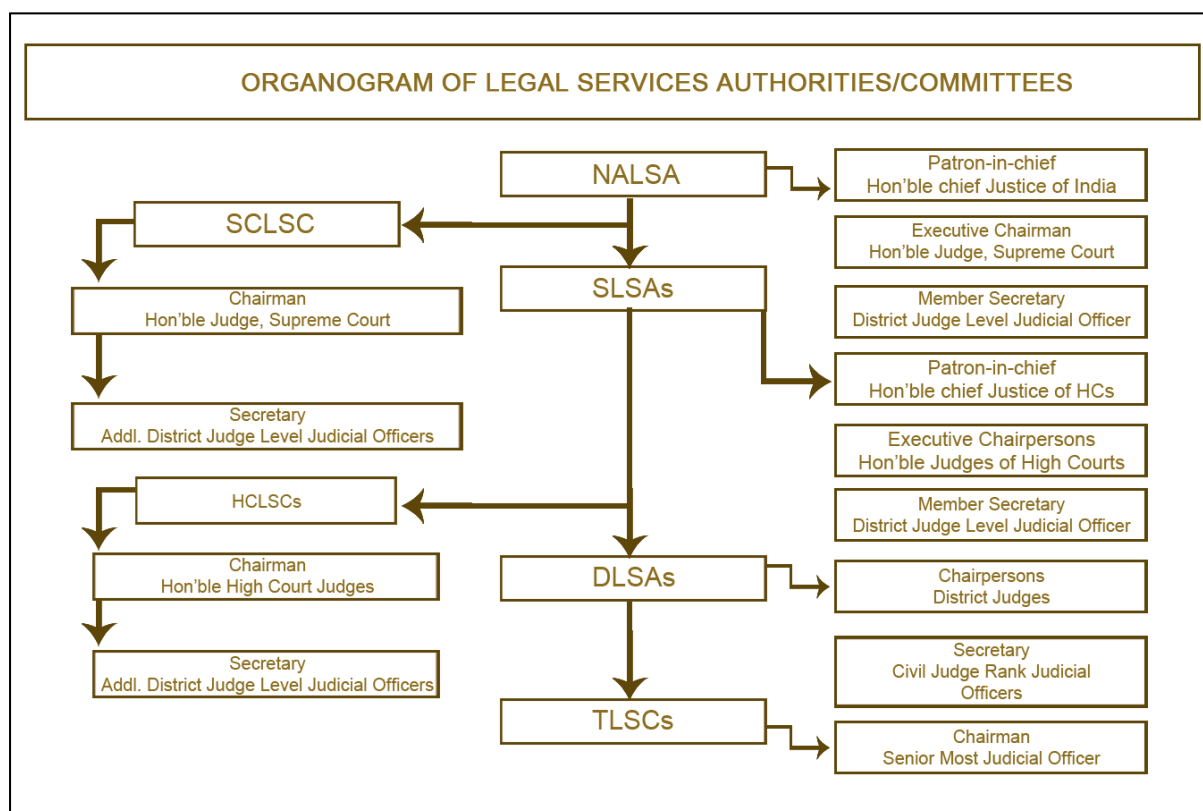 ORGANOGRAM OF LEGAL SERVICES AUTHORITIES/COMMITTEES
NALSA
Patron-in-chief
Hon'ble chief Justice of India
SCLSC
Executive Chairman
Hon'ble Judge, Supreme Court
SLSAs
Chairman
Hon'ble Judge, Supreme Court
Member Secretary
District Judge Level Judicial Officer
Patron-in-chief
Hon'ble chief Justice of HCs
Secretary
Addl. District Judge Level Judicial Officers
Executive Chairpersons
Hon'ble Judges of High Courts
HCLSCs
Member Secretary
District Judge Level Judicial Officer
Chairman
Hon'ble High Court Judges
DLSAs
Chairpersons
District Judges
Secretary
Addl. District Judge Level Judicial Officers
Secretary
Civil Judge Rank Judicial
Officers
TLSCs
Chairman
Senior Most Judicial Officer